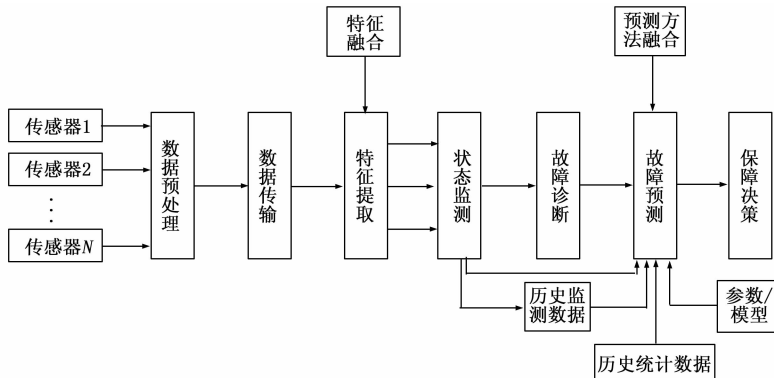 特征
融合
预测方
法融合
传感器1
传感器2
⋮
传感器N
数据预处理
数据传输
特征提取
状态监测
故障诊断
故障预测
保障决策
历史监
测数据
参数/
模型
历史统计数据